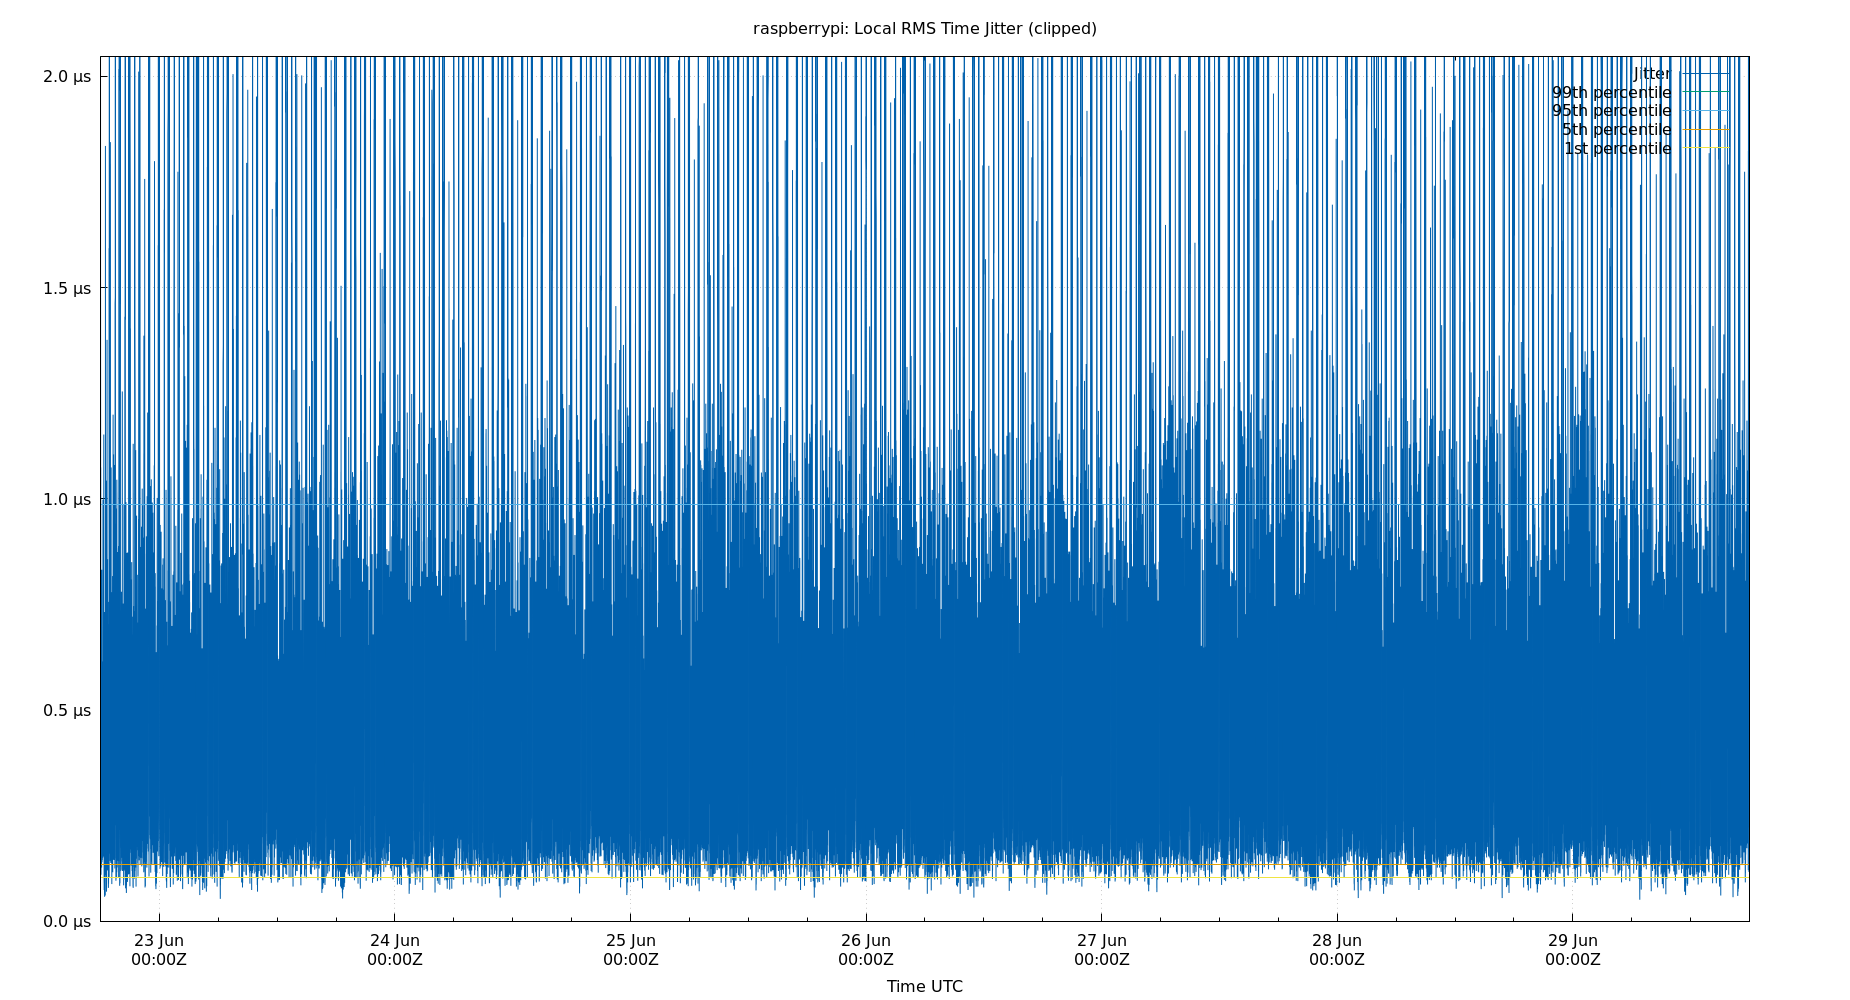 raspberrypi: Local RMS Time Jitter (clipped)
2.0 µs
1.5 µs
1.0 µs
0.5 µs
0.0 µs
Jitter
99th percentile
95th percentile
5th percentile
1st percentile
23 Jun
00:00Z
24 Jun
00:00Z
25 Jun
00:00Z
26 Jun
00:00Z
27 Jun
00:00Z
28 Jun
00:00Z
29 Jun
00:00Z
Time UTC